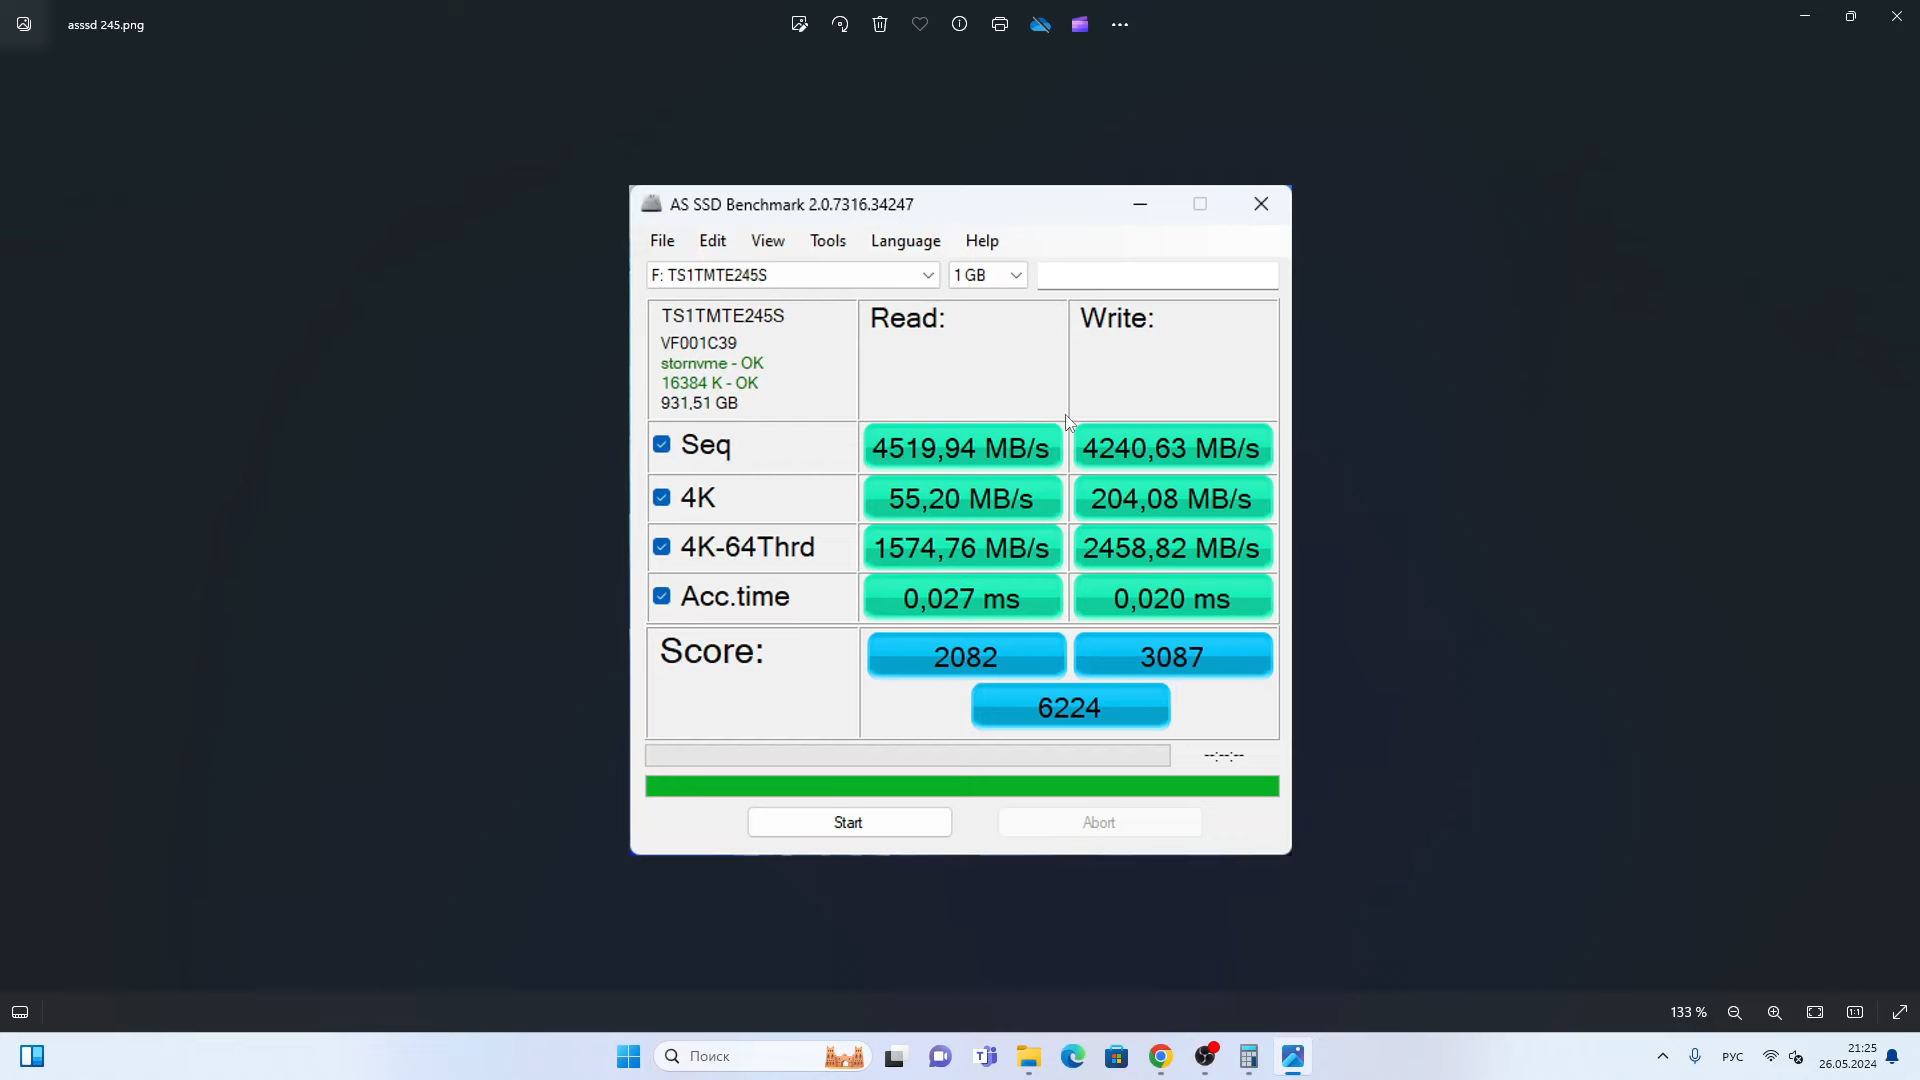 asssd 245.png
AS SSD Benchmark 2.0.7316.34247
File Edit View Tools Language Help
F: TS1TMTE245S 1 GB
TS1TMTE245S
VF001C39
stornvme - OK
16384 K - OK
931,51 GB
Read: Write:
Seq 4519,94 MB/s 4240,63 MB/s
4K 55,20 MB/s 204,08 MB/s
4K-64Thrd 1574,76 MB/s 2458,82 MB/s
Acc.time 0,027 ms 0,020 ms
Score: 2082 3087
6224
--:--:--
Start Abort
133 %
1:1
Поиск
РУС
21:25
26.05.2024